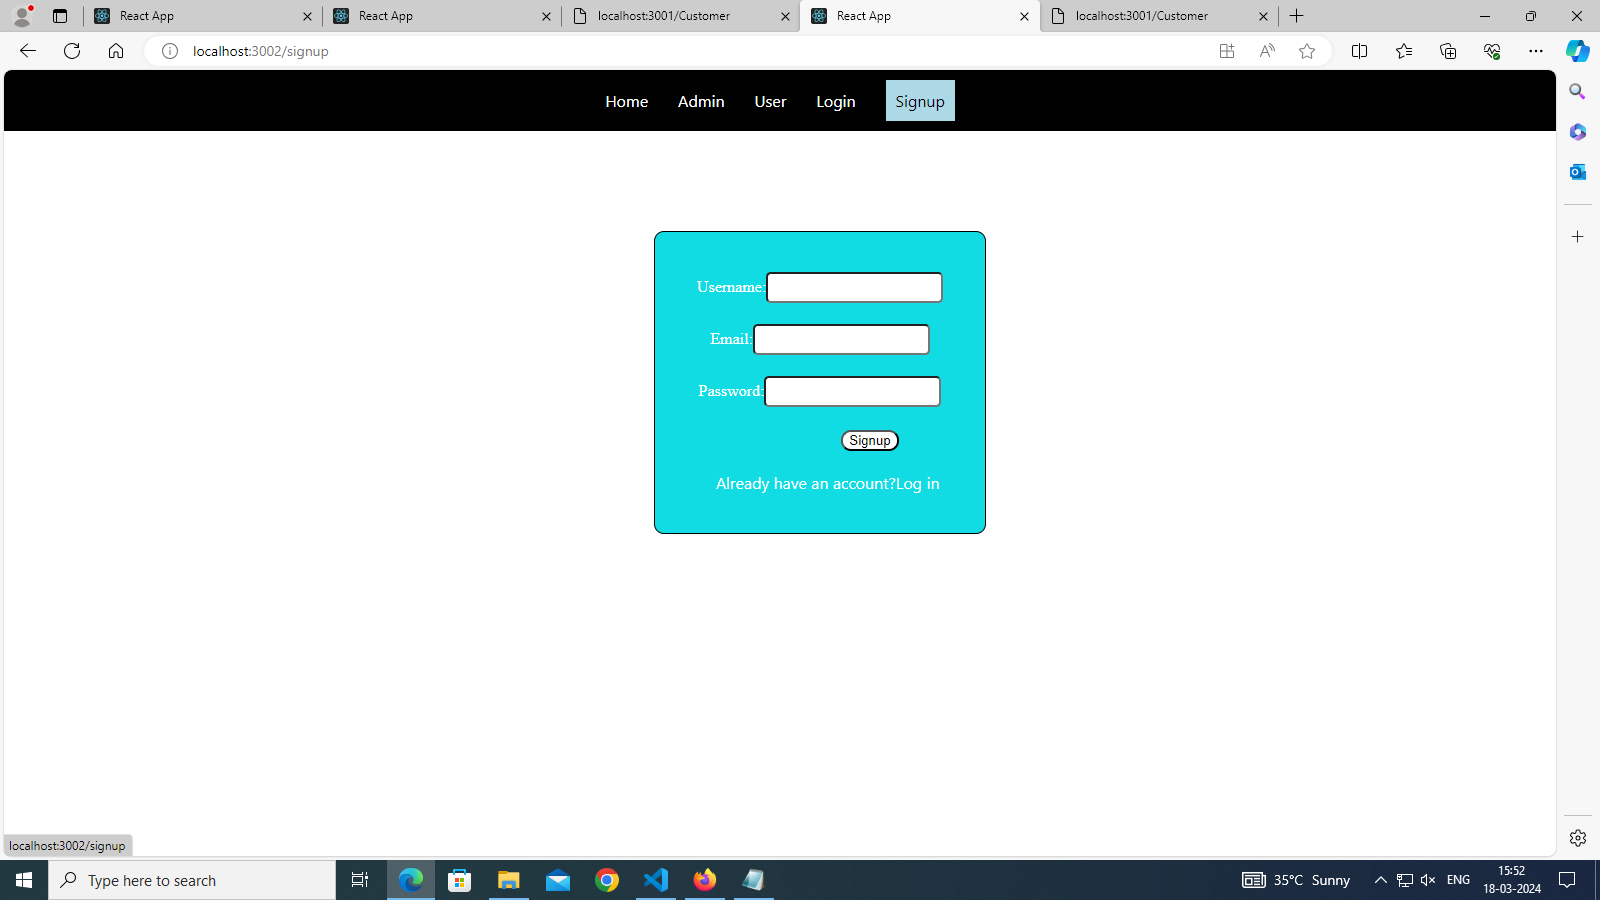 React App
React App
localhost:3001/Customer
React App
localhost:3001/Customer
localhost:3002/signup
Home Admin User Login Signup
Username:
Email:
Password:
Signup
Already have an account?Log in
localhost:3002/signup
Type here to search
35°C Sunny
ENG
15:52
18-03-2024